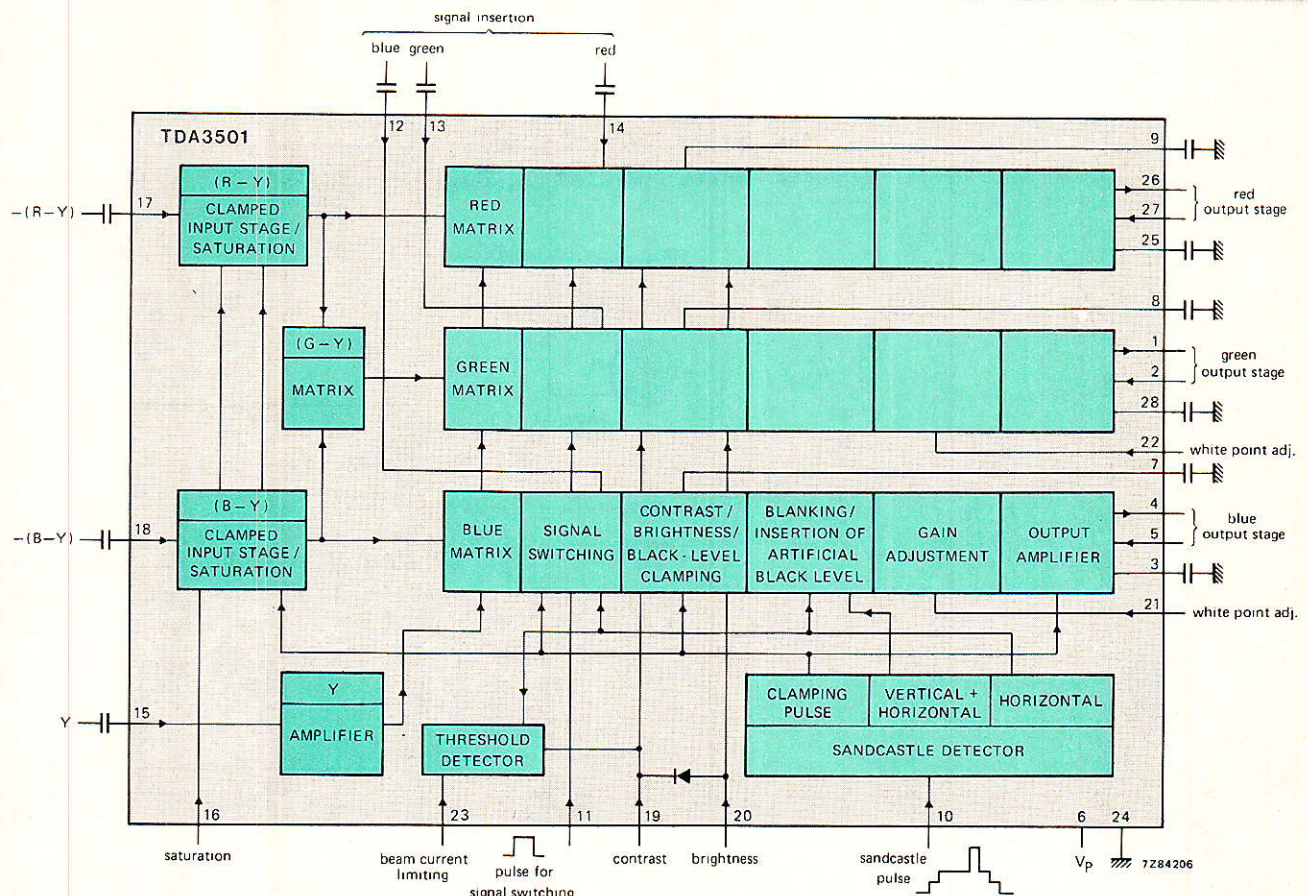 signal insertion
blue green red
12 13 14
TDA3501
9
(R – Y)
CLAMPED
INPUT STAGE/
SATURATION
–(R–Y)
17
RED
MATRIX
26
27
red
output stage
25
8
(G–Y)
MATRIX
GREEN
MATRIX
1
2
green
output stage
28
22
white point adj.
7
(B–Y)
CLAMPED
INPUT STAGE/
SATURATION
–(B–Y)
18
BLUE
MATRIX
SIGNAL
SWITCHING
CONTRAST/
BRIGHTNESS/
BLACK-LEVEL
CLAMPING
BLANKING/
INSERTION OF
ARTIFICIAL
BLACK LEVEL
GAIN
ADJUSTMENT
OUTPUT
AMPLIFIER
4
5
blue
output stage
3
21
white point adj.
Y
15
Y
AMPLIFIER
THRESHOLD
DETECTOR
CLAMPING
PULSE
VERTICAL +
HORIZONTAL
HORIZONTAL
SANDCASTLE DETECTOR
16 23 11 19 20 10 6 24
saturation
beam current
limiting
pulse for
signal switching
contrast
brightness
sandcastle
pulse
Vp
7Z84206